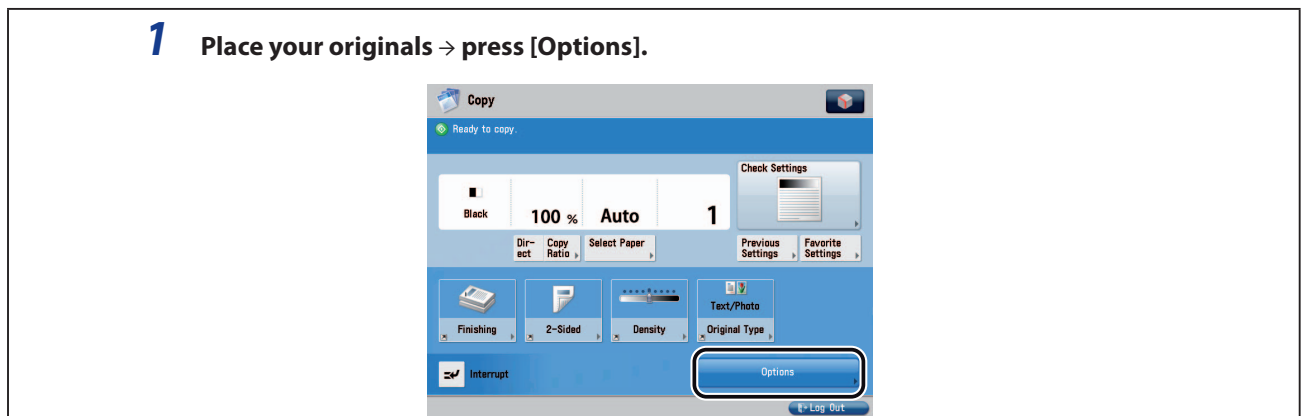 1 Place your originals → press [Options].
Copy
Ready to copy.
Check Settings
Black 100 % Auto 1
Dir-
ect
Copy
Ratio
Select Paper
Previous
Settings
Favorite
Settings
Text/Photo
Finishing 2-Sided Density Original Type
Interrupt Options
Log Out